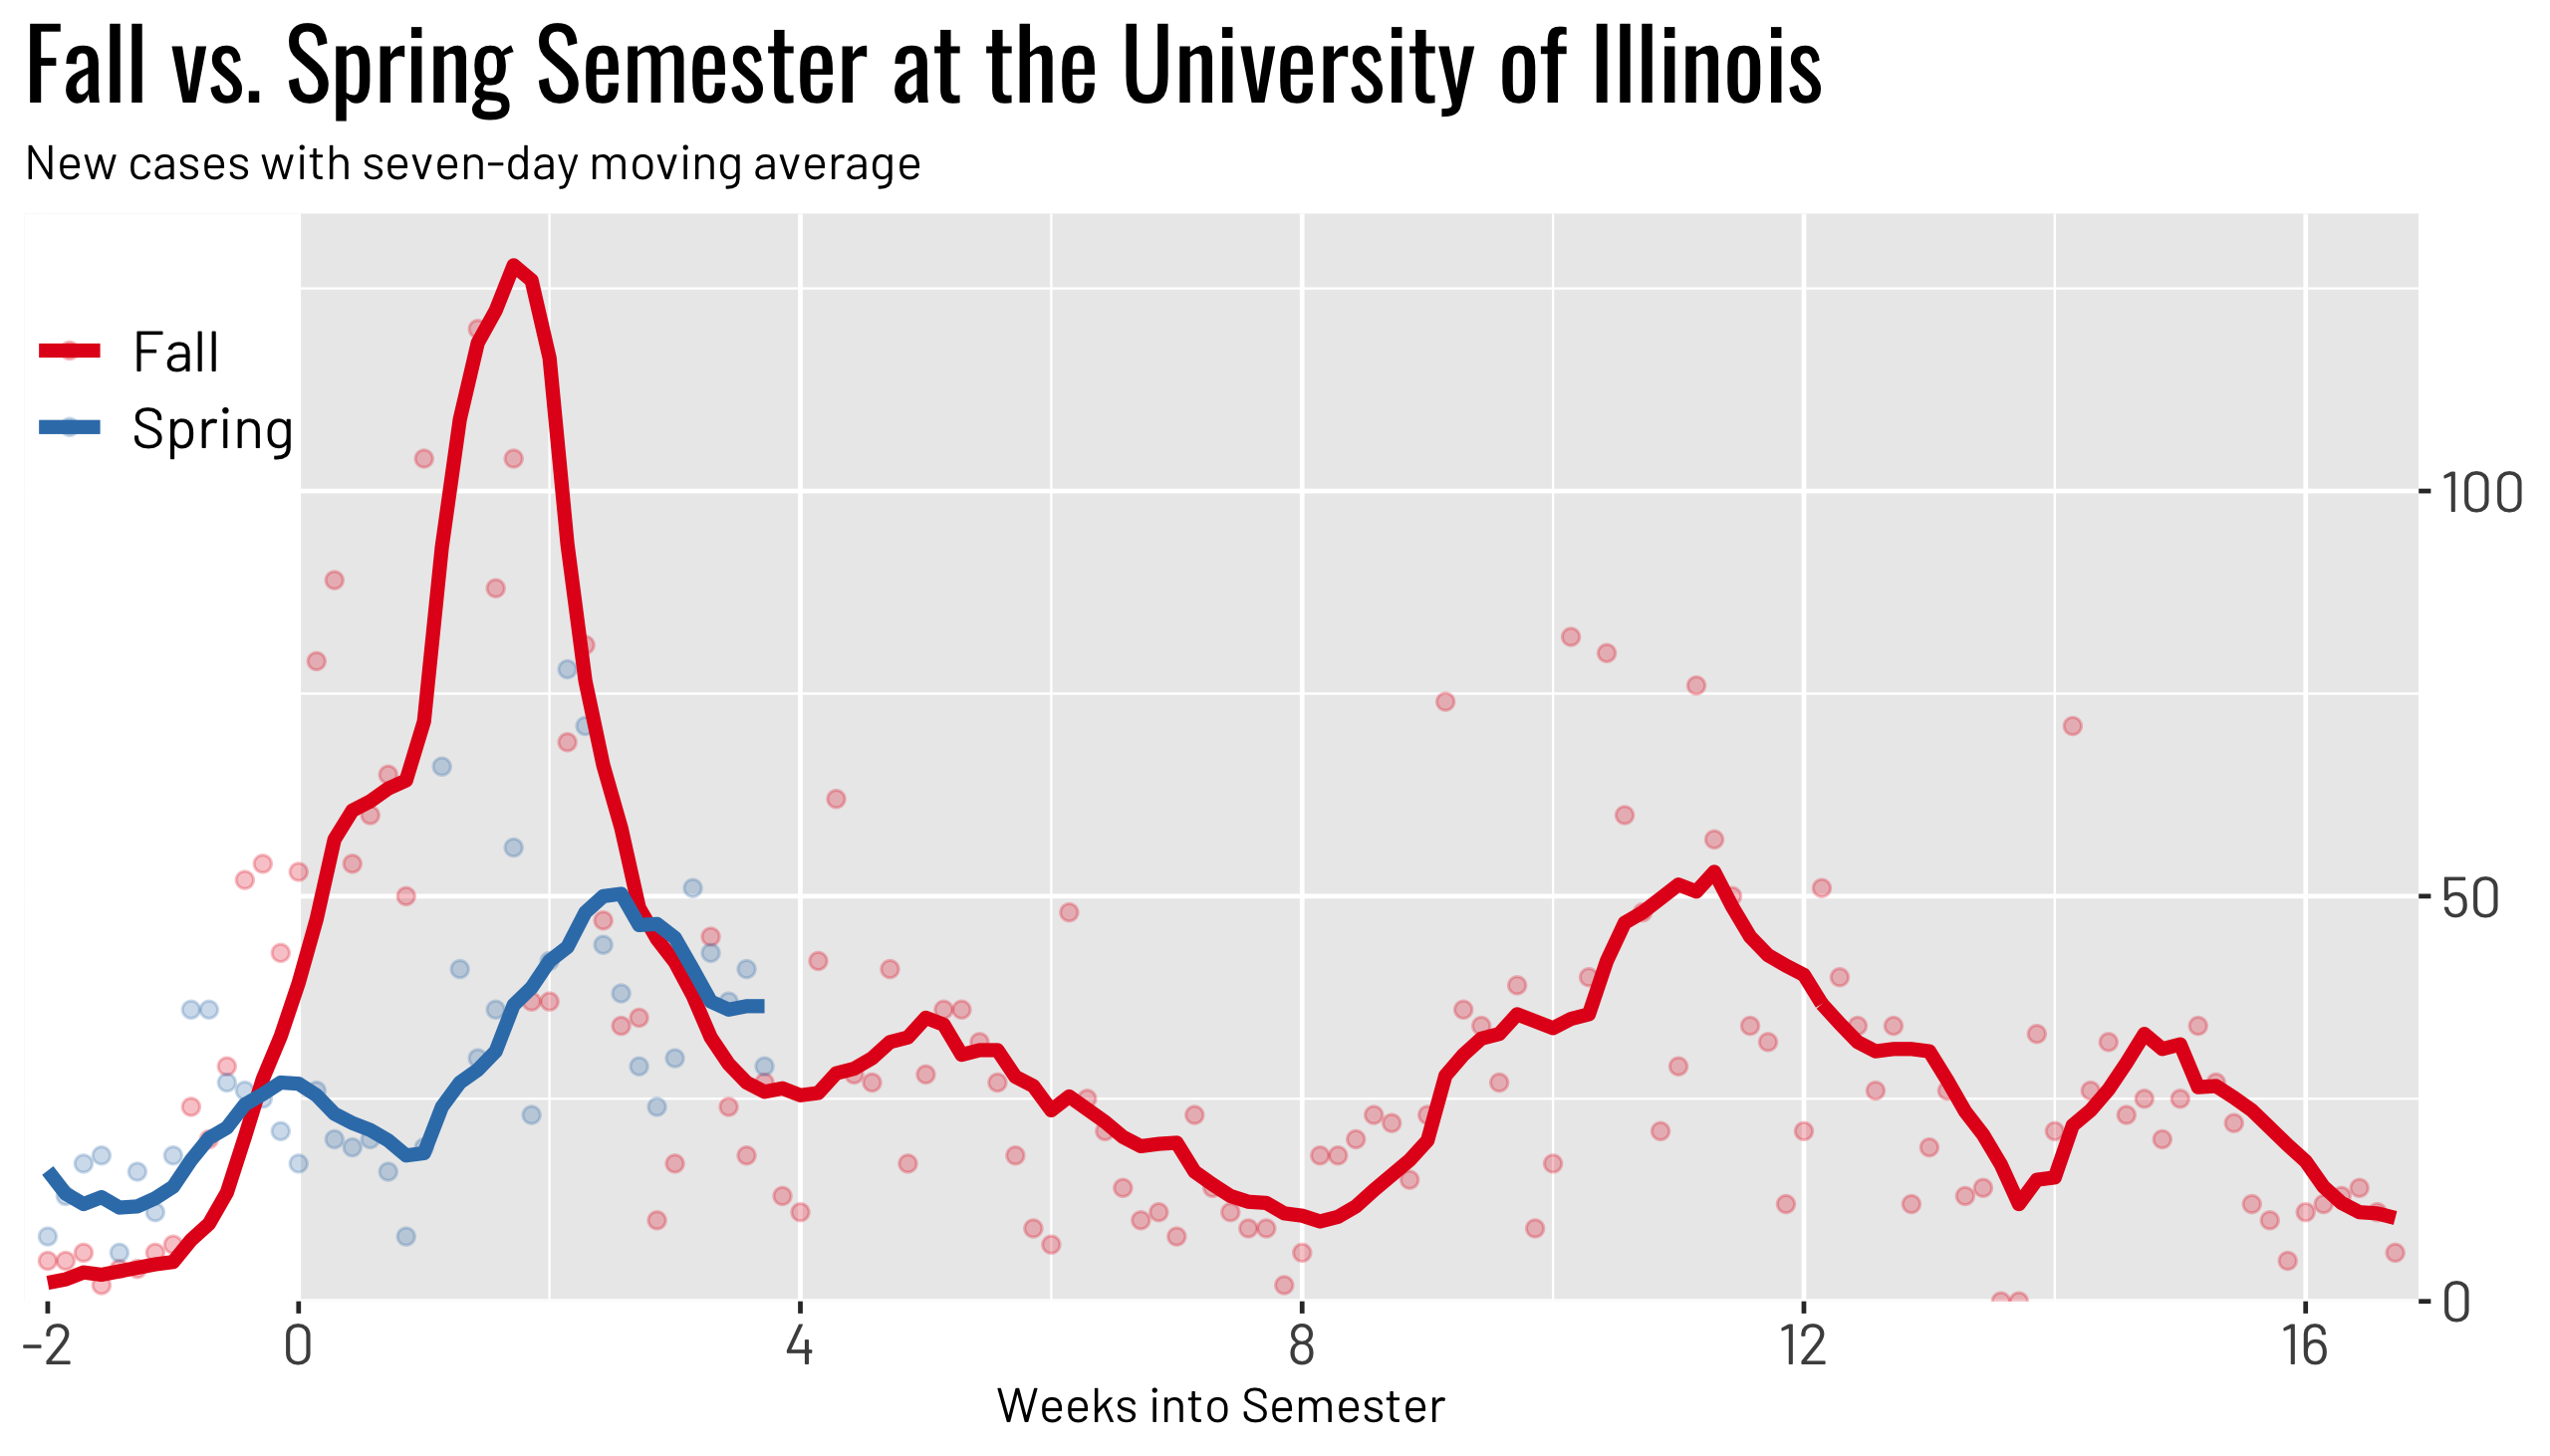 Fall vs. Spring Semester at the University of Illinois
New cases with seven-day moving average
Fall
Spring
100
50
0
-2 0 4 8 12 16
Weeks into Semester